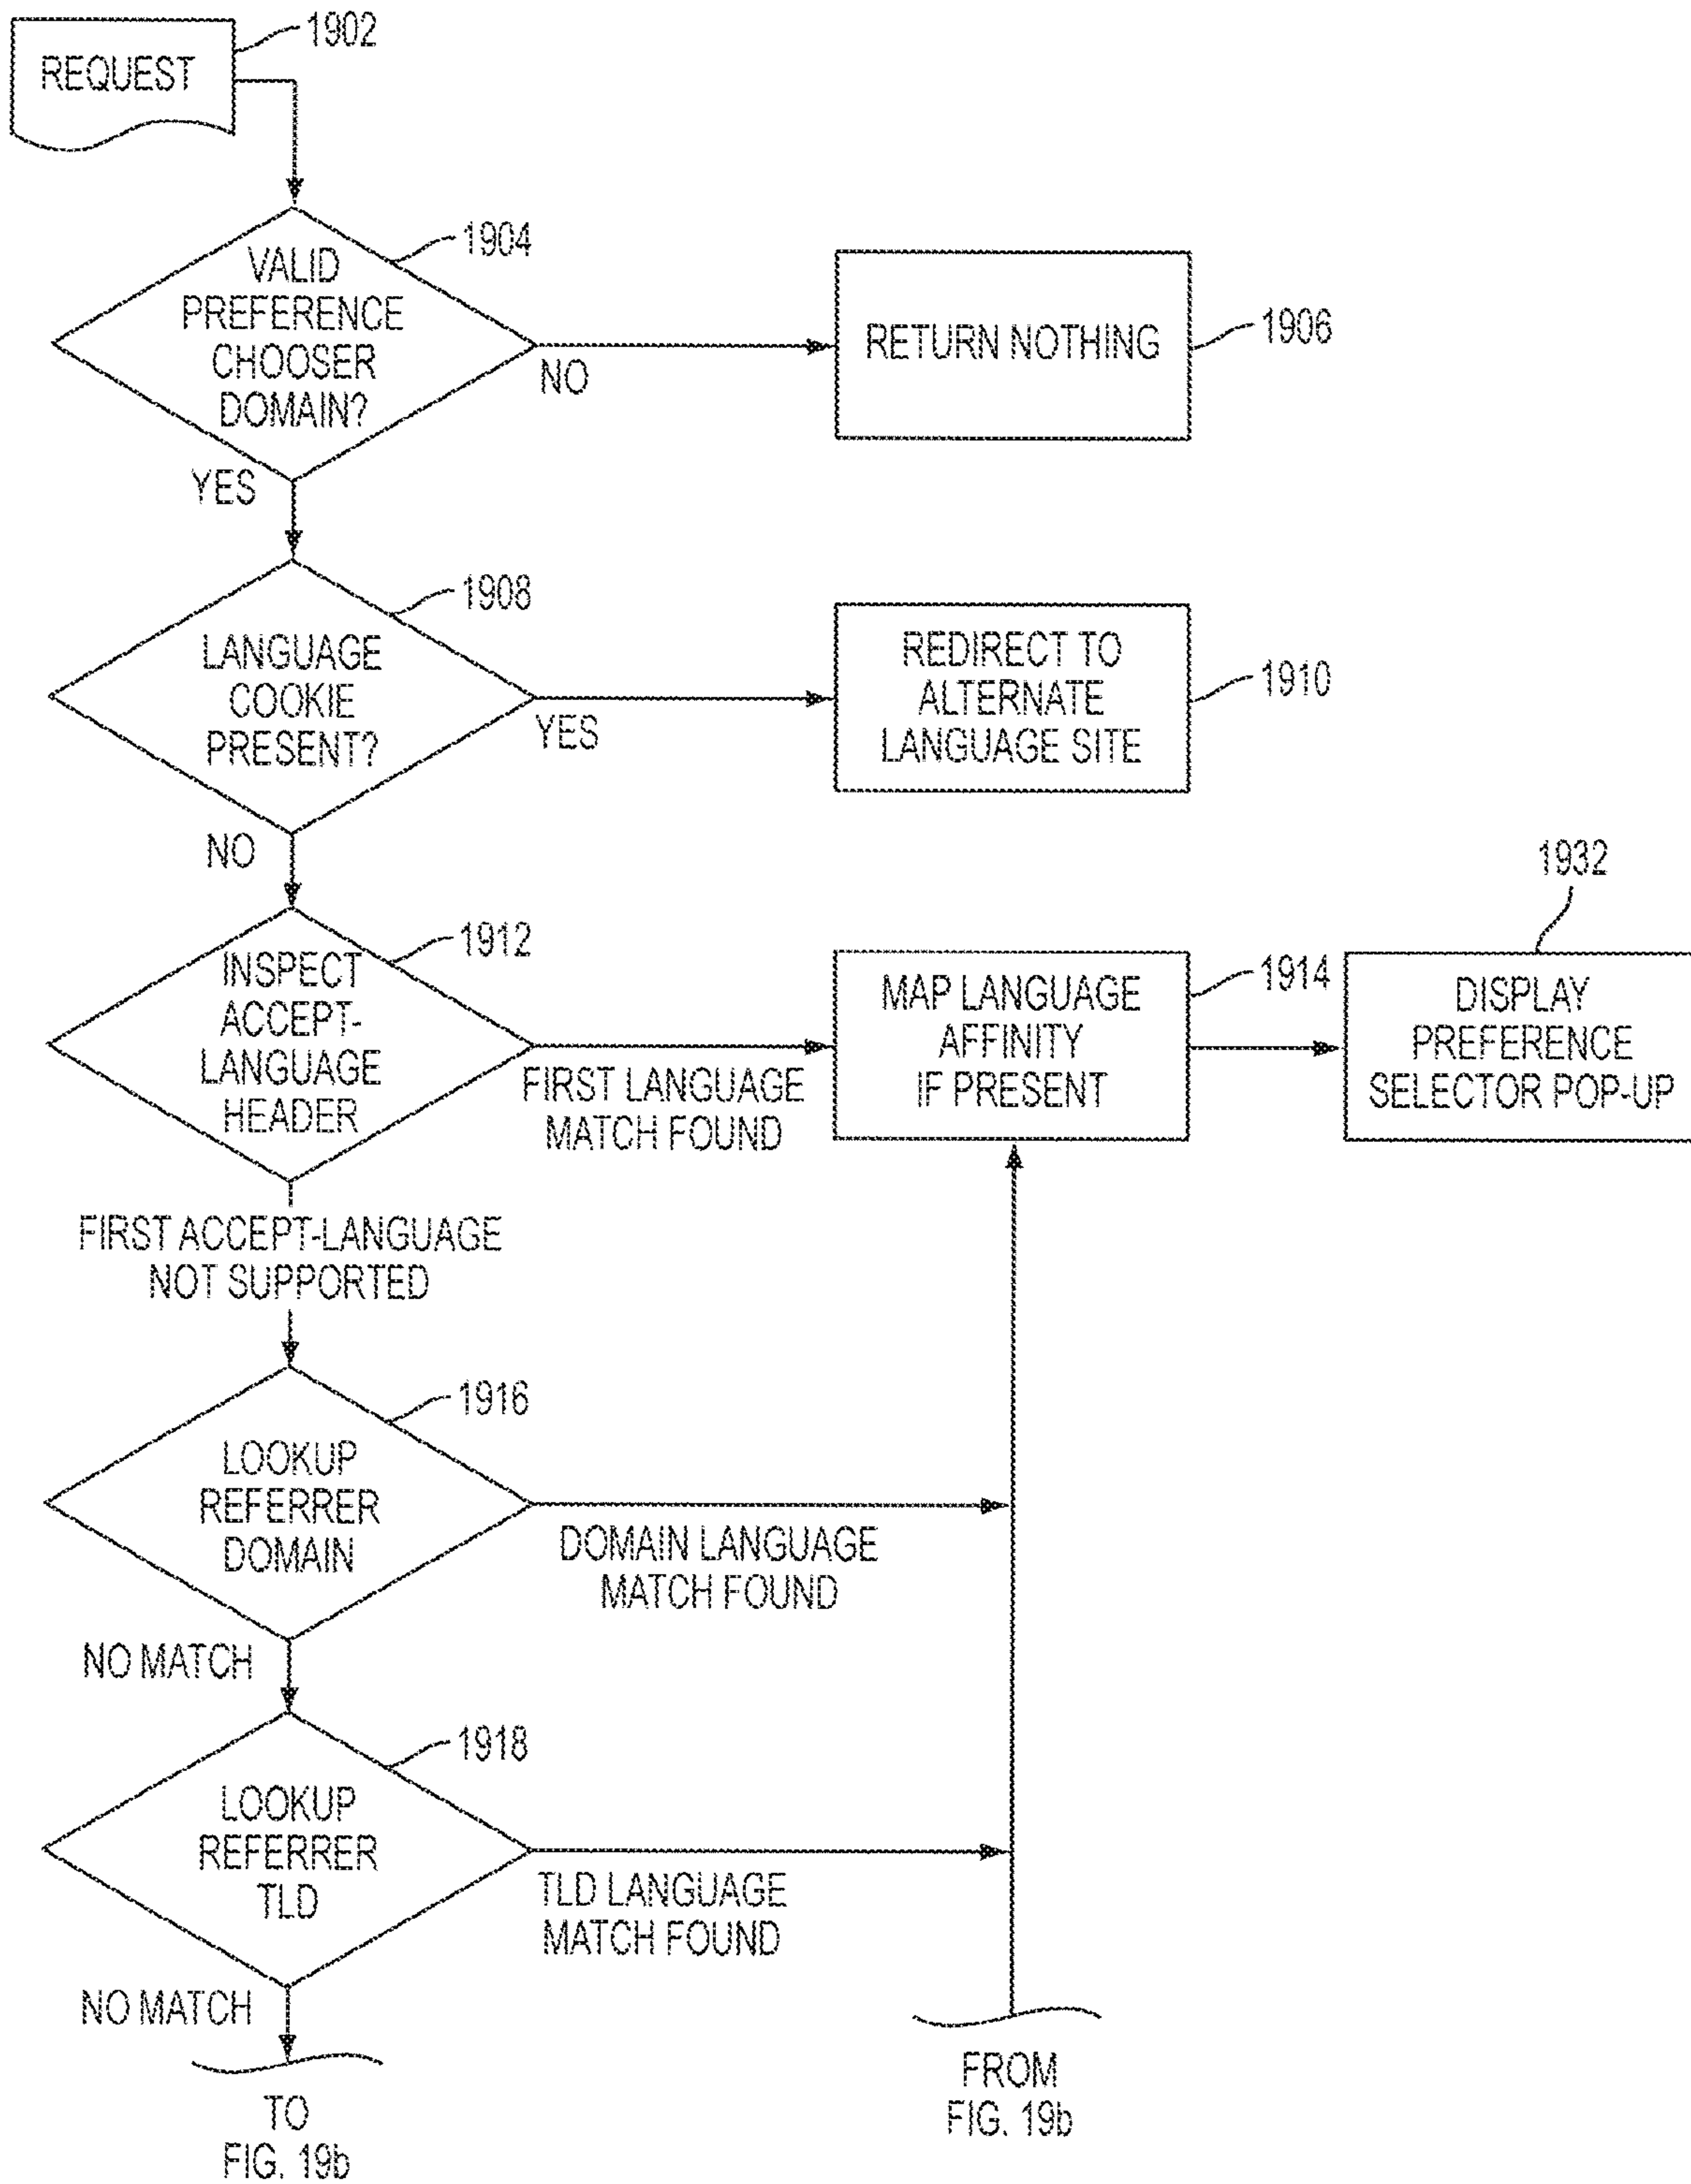 1902
REQUEST
1904
VALID
PREFERENCE
CHOOSER
DOMAIN?
NO
RETURN NOTHING
1906
YES
1908
LANGUAGE
COOKIE
PRESENT?
YES
REDIRECT TO
ALTERNATE
LANGUAGE SITE
1910
NO
1912
INSPECT
ACCEPT-
LANGUAGE
HEADER
FIRST LANGUAGE
MATCH FOUND
MAP LANGUAGE
AFFINITY
IF PRESENT
1914
1932
DISPLAY
PREFERENCE
SELECTOR POP-UP
FIRST ACCEPT-LANGUAGE
NOT SUPPORTED
1916
LOOKUP
REFERRER
DOMAIN
DOMAIN LANGUAGE
MATCH FOUND
NO MATCH
1918
LOOKUP
REFERRER
TLD
TLD LANGUAGE
MATCH FOUND
NO MATCH
TO
FIG. 19b
FROM
FIG. 19b